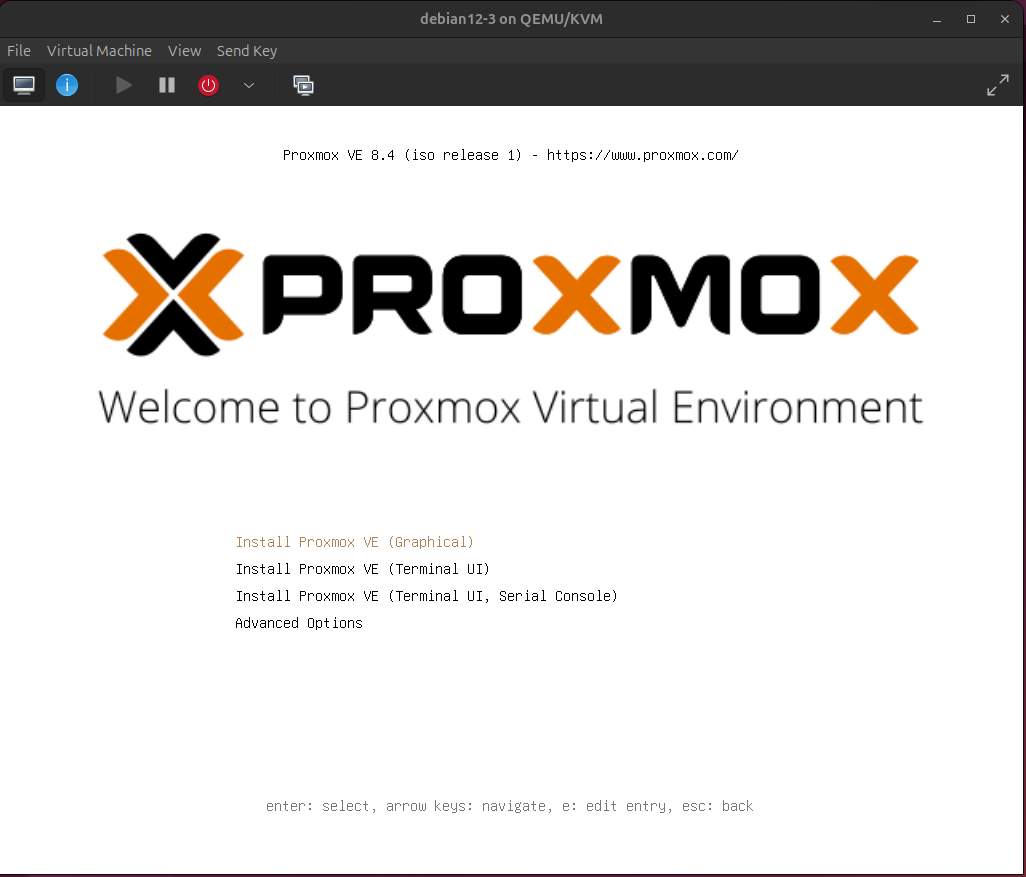 debian12-3 on QEMU/KVM
File Virtual Machine View Send Key
Proxmox VE 8.4 (iso release 1) - https://www.proxmox.com/
PROXMOX
Welcome to Proxmox Virtual Environment
Install Proxmox VE (Graphical)
Install Proxmox VE (Terminal UI)
Install Proxmox VE (Terminal UI, Serial Console)
Advanced Options
enter: select, arrow keys: navigate, e: edit entry, esc: back